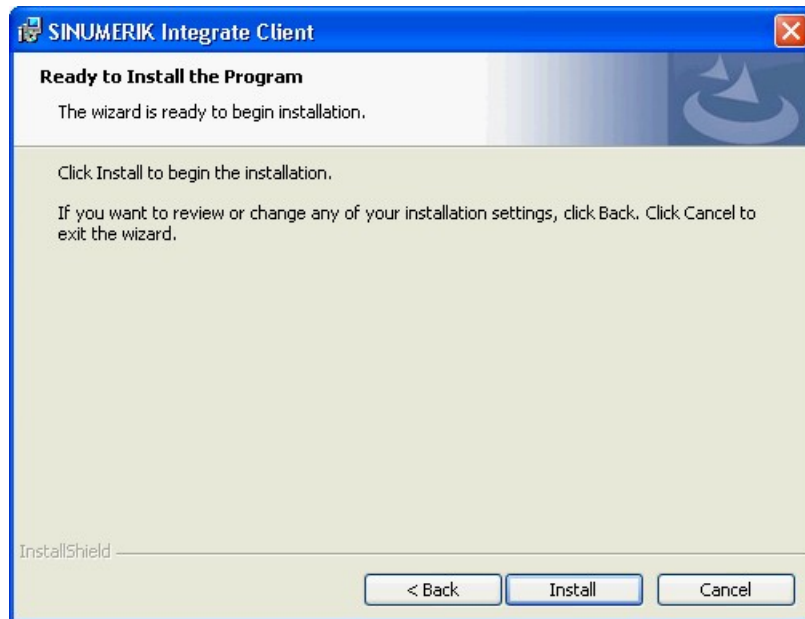 SINUMERIK Integrate Client
Ready to Install the Program
The wizard is ready to begin installation.
Click Install to begin the installation.
If you want to review or change any of your installation settings, click Back. Click Cancel to
exit the wizard.
InstallShield
< Back Install Cancel